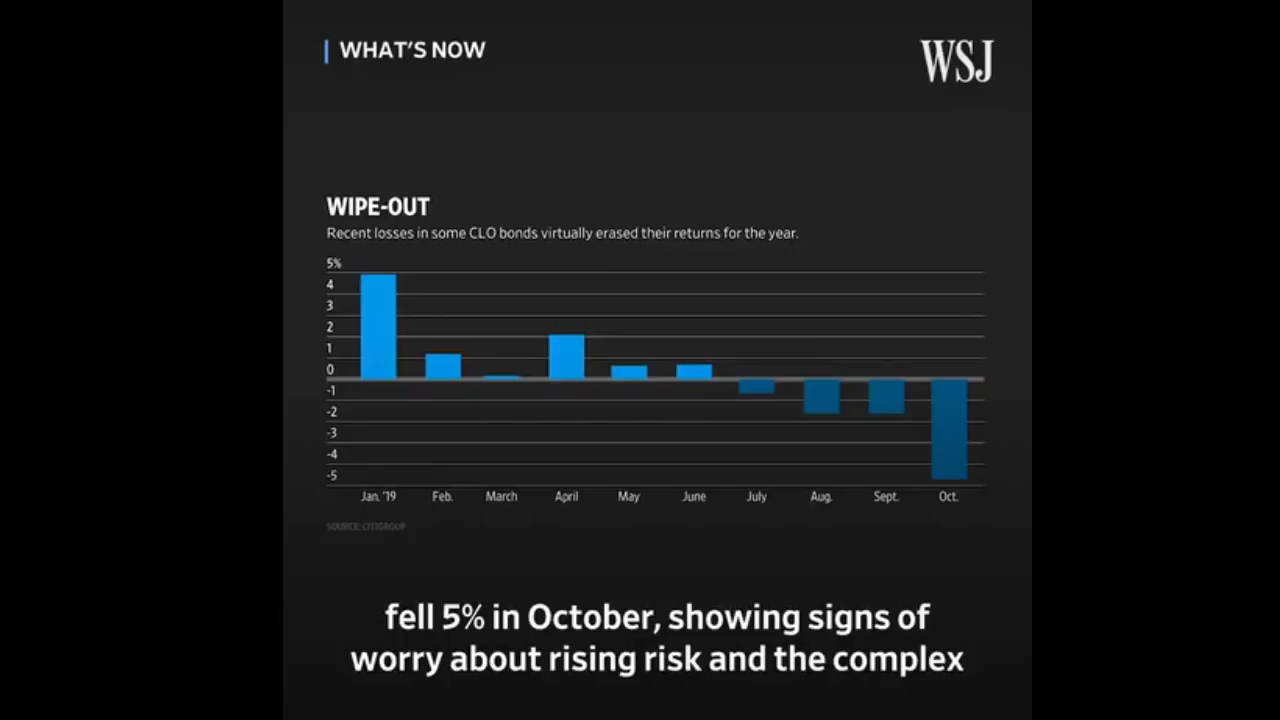 WHAT'S NOW
WSJ
WIPE-OUT
Recent losses in some CLO bonds virtually erased their returns for the year.
5%
4
3
2
1
0
-1
-2
-3
-4
-5
Jan. '19 Feb. March April May June July Aug. Sept. Oct.
SOURCE: CITIGROUP
fell 5% in October, showing signs of
worry about rising risk and the complex